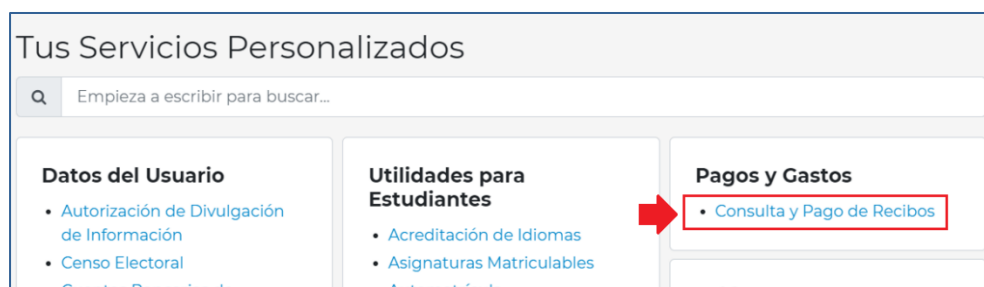 Tus Servicios Personalizados
Empieza a escribir para buscar...
Datos del Usuario
Autorización de Divulgación
de Información
Censo Electoral
Utilidades para
Estudiantes
Acreditación de Idiomas
Asignaturas Matriculables
Pagos y Gastos
Consulta y Pago de Recibos